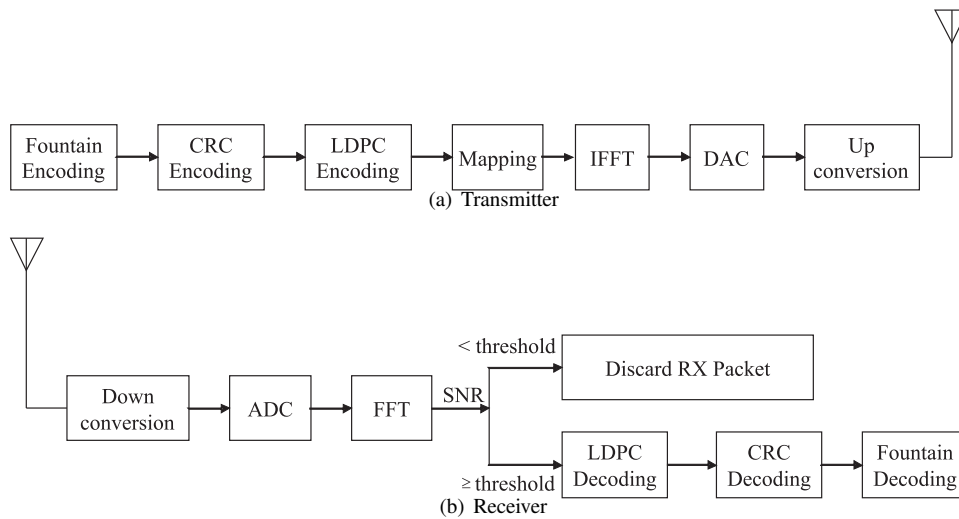 Fountain
Encoding
CRC
Encoding
LDPC
Encoding
Mapping
IFFT
DAC
Up
conversion
(a) Transmitter
Down
conversion
ADC
FFT
SNR
< threshold
Discard RX Packet
≥ threshold
LDPC
Decoding
CRC
Decoding
Fountain
Decoding
(b) Receiver